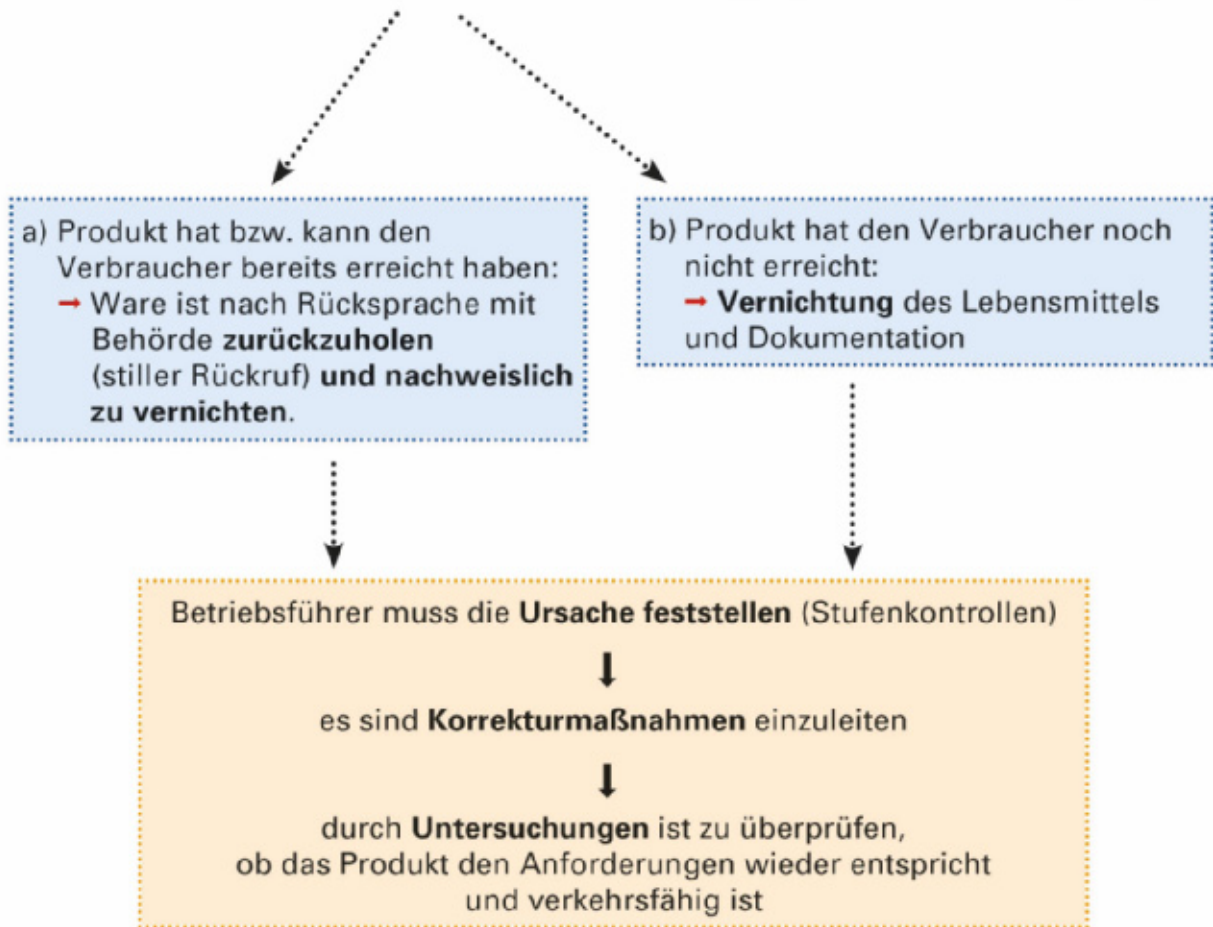 a) Produkt hat bzw. kann den
Verbraucher bereits erreicht haben:
→ Ware ist nach Rücksprache mit
Behörde zurückzuholen
(stiller Rückruf) und nachweislich
zu vernichten.
b) Produkt hat den Verbraucher noch
nicht erreicht:
→ Vernichtung des Lebensmittels
und Dokumentation
Betriebsführer muss die Ursache feststellen (Stufenkontrollen)
es sind Korrekturmaßnahmen einzuleiten
durch Untersuchungen ist zu überprüfen,
ob das Produkt den Anforderungen wieder entspricht
und verkehrsfähig ist